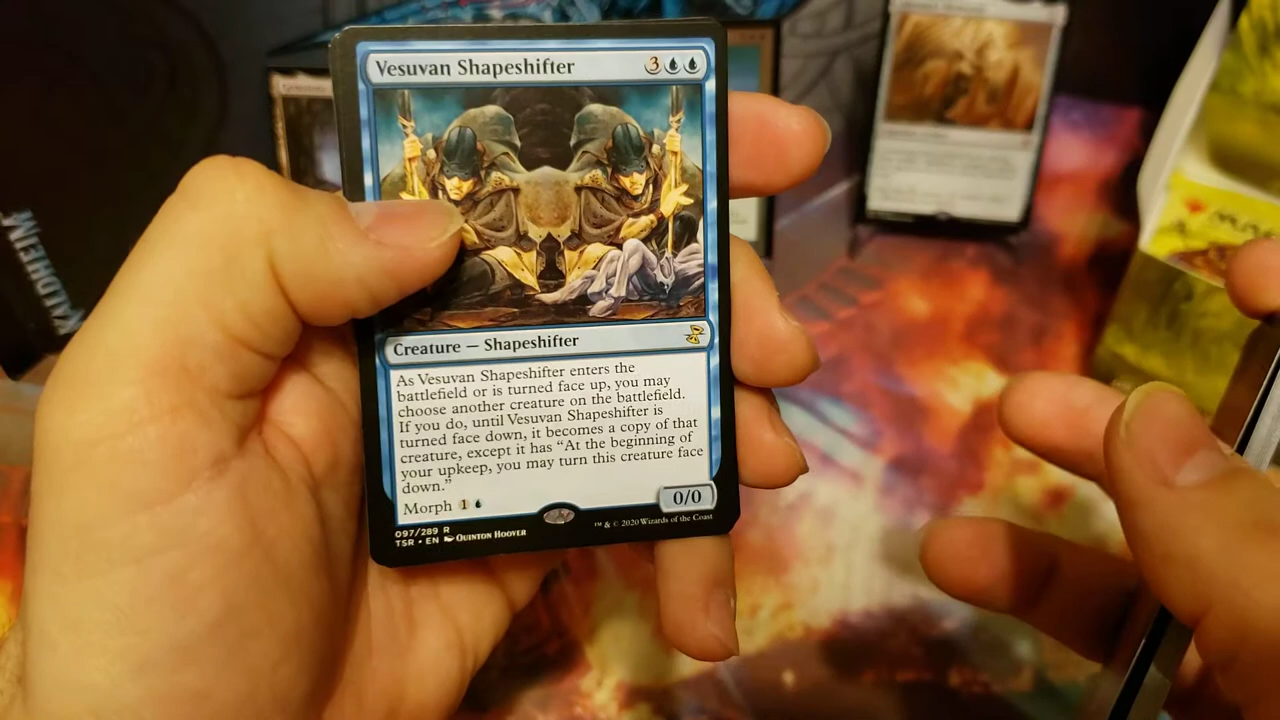 Vesuvan Shapeshifter 3
Creature — Shapeshifter
As Vesuvan Shapeshifter enters the
battlefield or is turned face up, you may
choose another creature on the battlefield.
If you do, until Vesuvan Shapeshifter is
turned face down, it becomes a copy of that
creature, except it has “At the beginning of
your upkeep, you may turn this creature face
down.”
Morph 1
0/0
097/289 R
TSR • EN Quinton Hoover
™ & © 2020 Wizards of the Coast
KALDHEIM